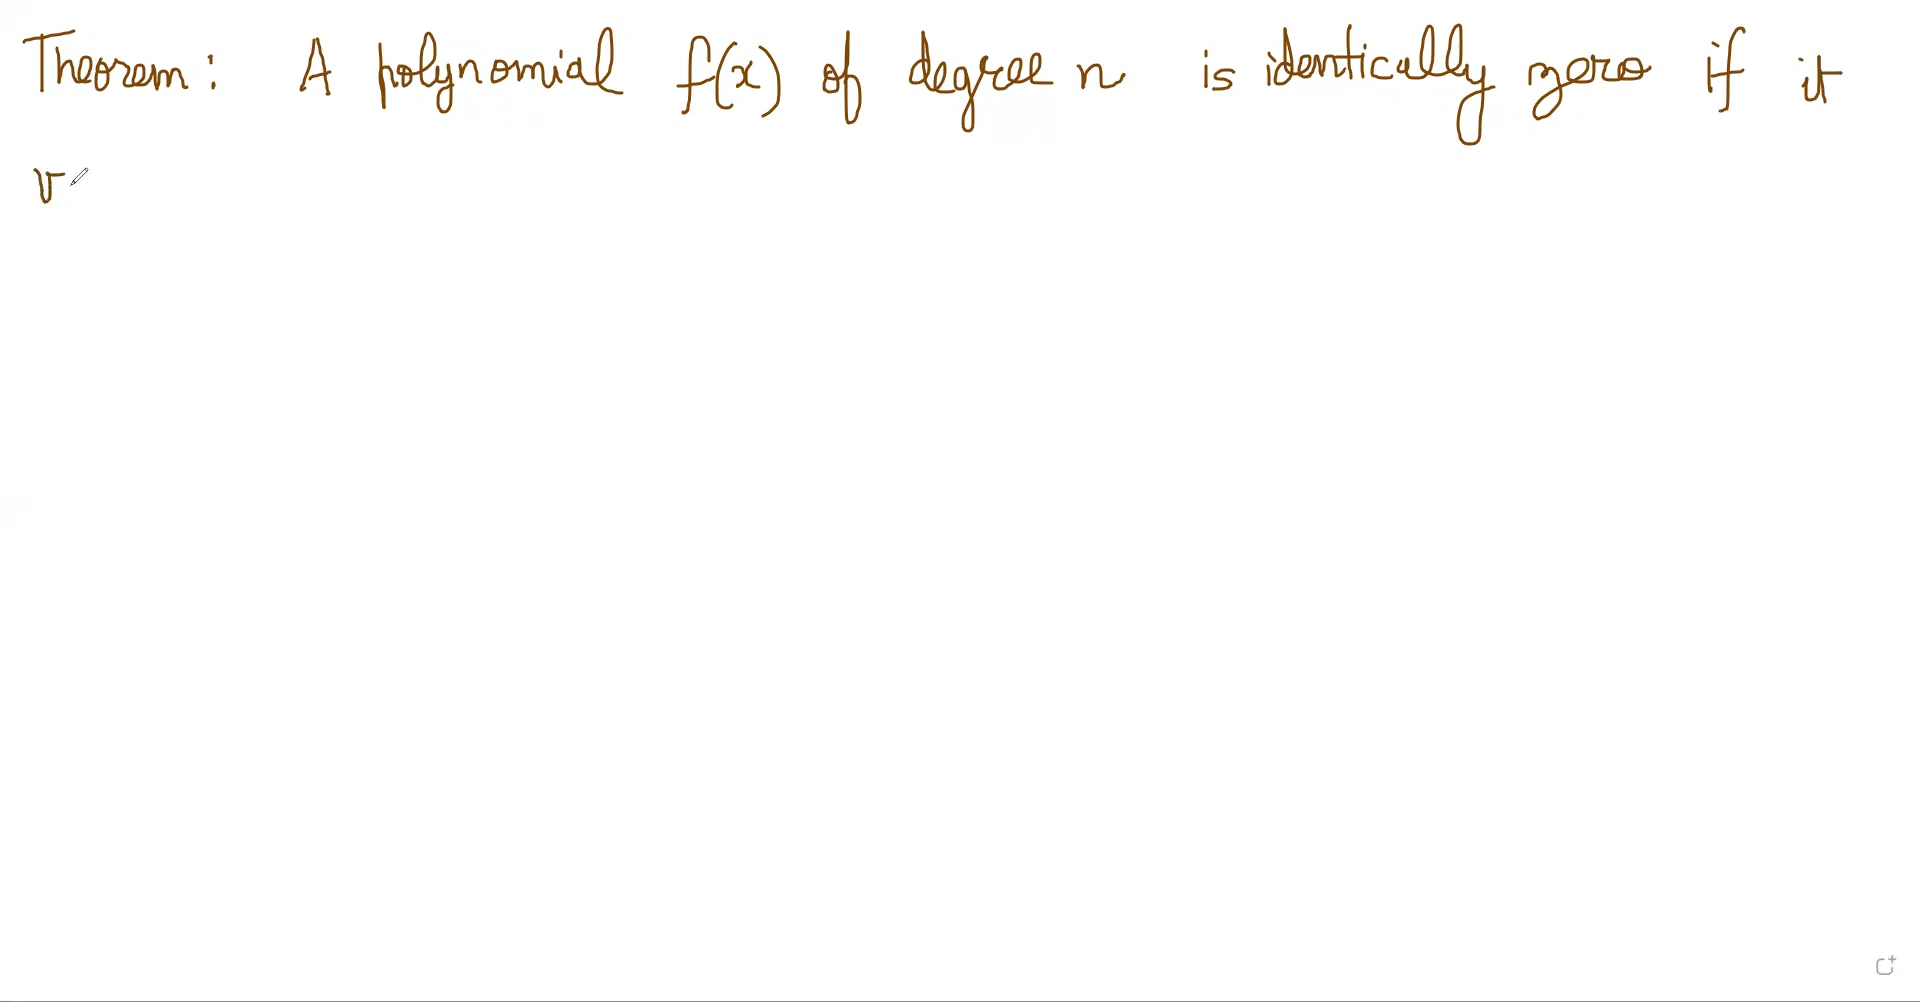 Theorem: A polynomial f(x) of degree n is identically zero if it
v